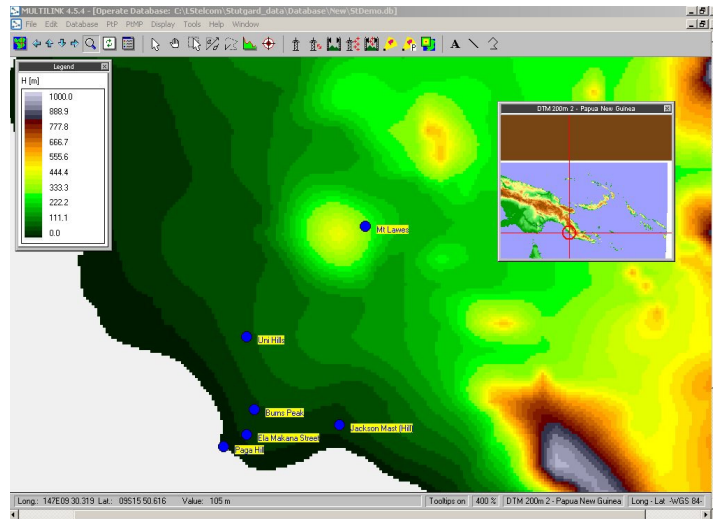 MULTILINK 4.5.4 - [Operate Database: C:\LStelcom\Stutgard_data\Database\New\StDemo.db]
File Edit Database PtP PtMP Display Tools Help Window
A
Legend
H [m]
1000.0
888.9
777.8
666.7
555.6
444.4
333.3
222.2
111.1
0.0
DTM 200m 2 - Papua New Guinea
Mt Lawes
Uni Hills
Burns Peak
Jackson Mast (Hill
Ela Makana Street
Paga Hill
Long.: 147E09 30.319 Lat.: 09S15 50.616 Value: 105 m Tooltips on 400 % DTM 200m 2 - Papua New Guinea Long - Lat -WGS 84-